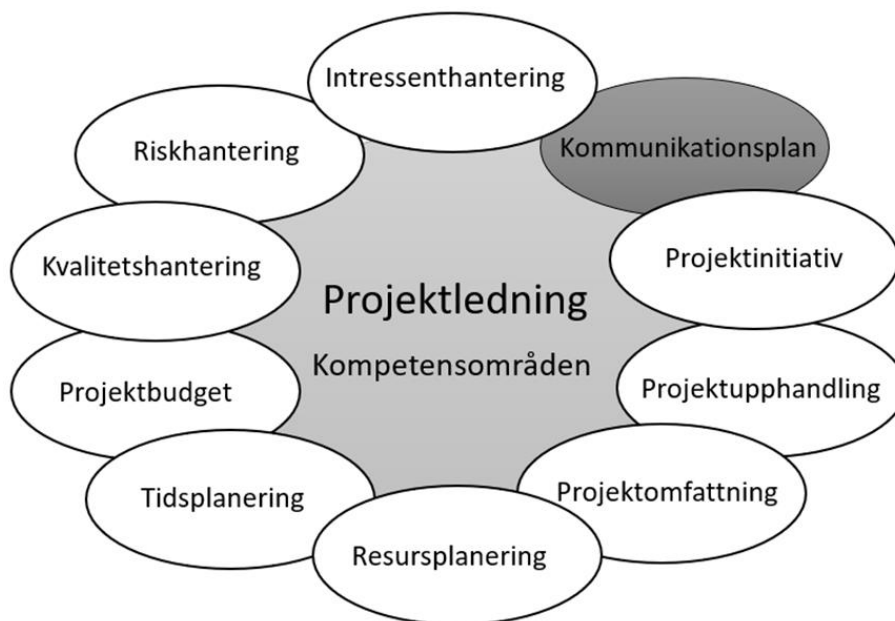 Intressenthantering
Kommunikationsplan
Riskhantering
Projektinitiativ
Kvalitetshantering
Projektledning
Kompetensområden
Projektupphandling
Projektbudget
Projektomfattning
Tidsplanering
Resursplanering